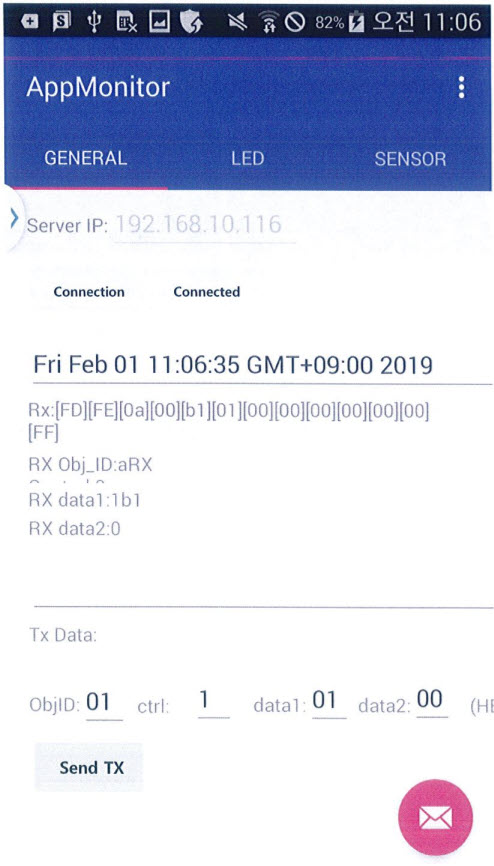 82% 오전 11:06
AppMonitor
GENERAL LED SENSOR
Server IP: 192.168.10.116
Connection Connected
Fri Feb 01 11:06:35 GMT+09:00 2019
Rx:[FD][FE][0a][00][b1][01][00][00][00][00][00][00]
[FF]
RX Obj_ID:aRX
RX data1:1b1
RX data2:0
Tx Data:
ObjID: 01 ctrl: 1 data1: 01 data2: 00 (HE
Send TX